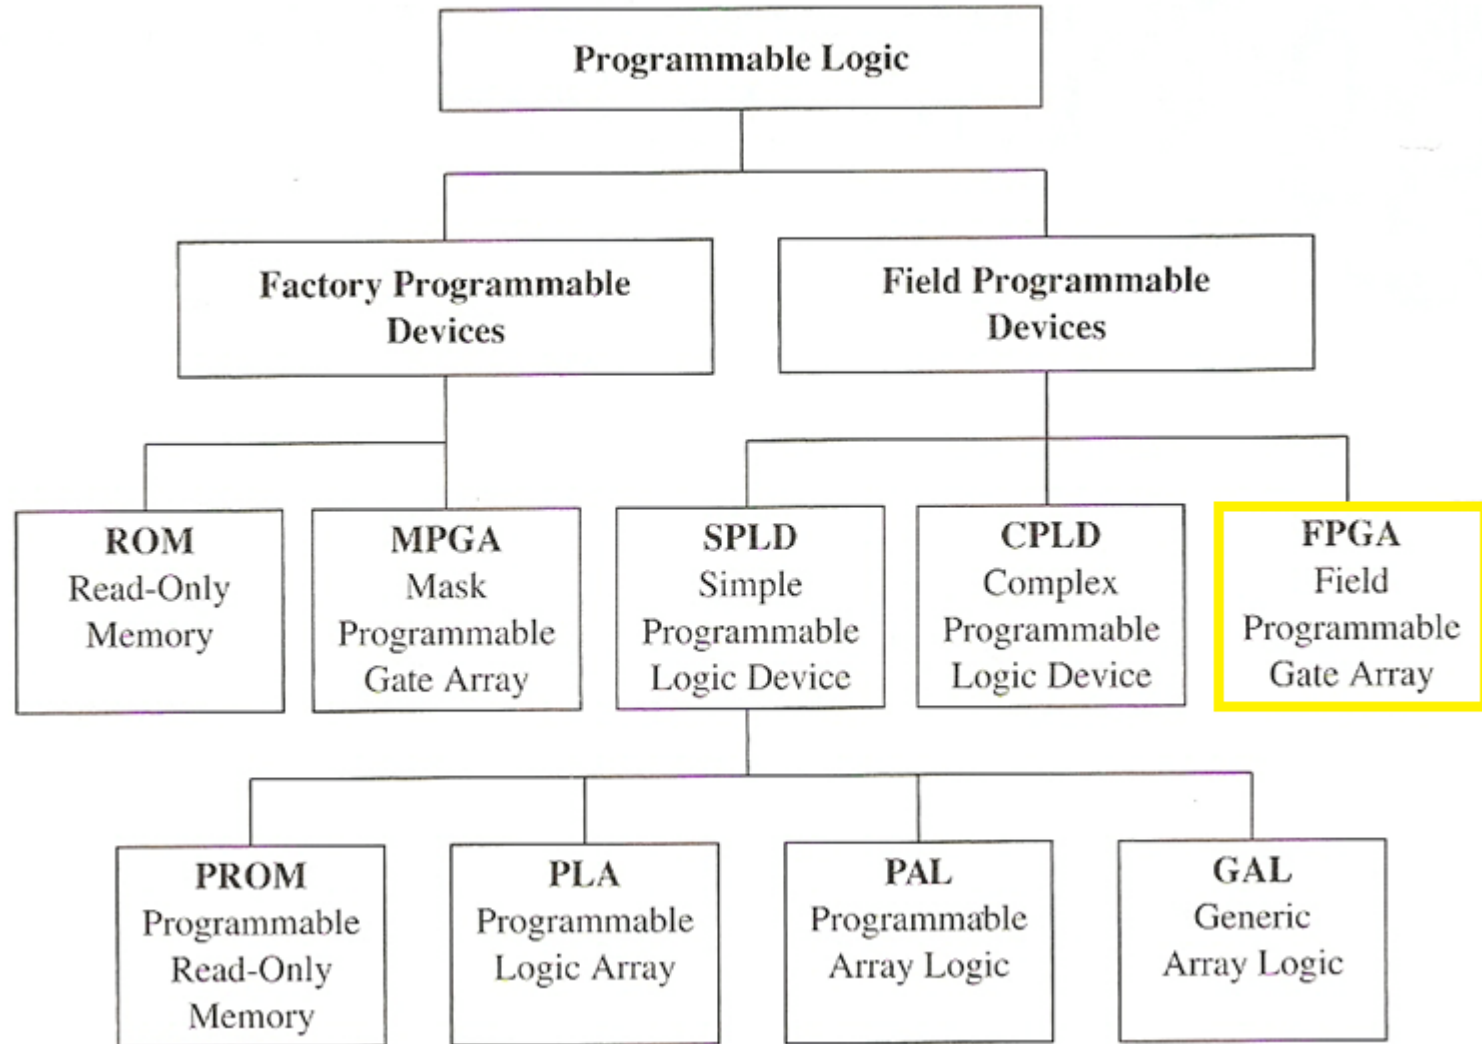 Programmable Logic
Factory Programmable
Devices
Field Programmable
Devices
ROM
Read-Only
Memory
MPGA
Mask
Programmable
Gate Array
SPLD
Simple
Programmable
Logic Device
CPLD
Complex
Programmable
Logic Device
FPGA
Field
Programmable
Gate Array
PROM
Programmable
Read-Only
Memory
PLA
Programmable
Logic Array
PAL
Programmable
Array Logic
GAL
Generic
Array Logic